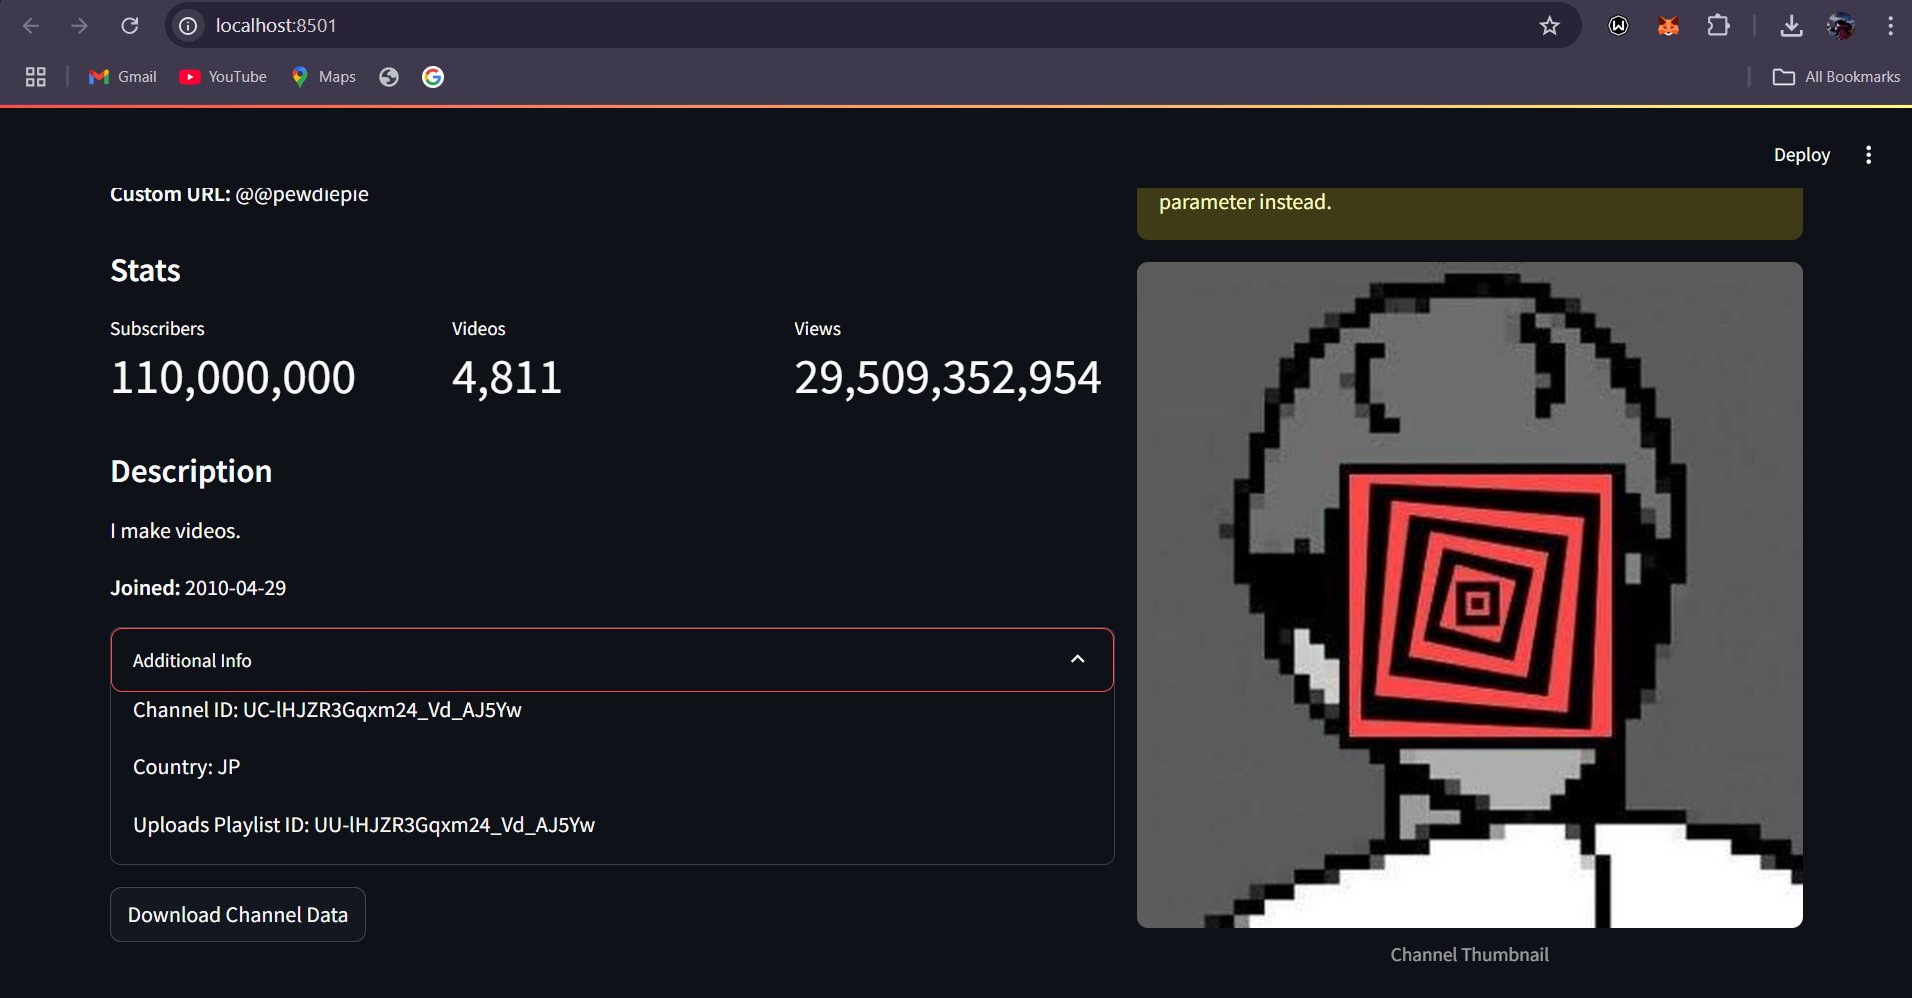 localhost:8501
Gmail
YouTube
Maps
All Bookmarks
Deploy
Custom URL: @@pewdiepie
parameter instead.
Stats
Subscribers
Videos
Views
110,000,000
4,811
29,509,352,954
Description
I make videos.
Joined: 2010-04-29
Additional Info
Channel ID: UC-lHJZR3Gqxm24_Vd_AJ5Yw
Country: JP
Uploads Playlist ID: UU-lHJZR3Gqxm24_Vd_AJ5Yw
Download Channel Data
Channel Thumbnail